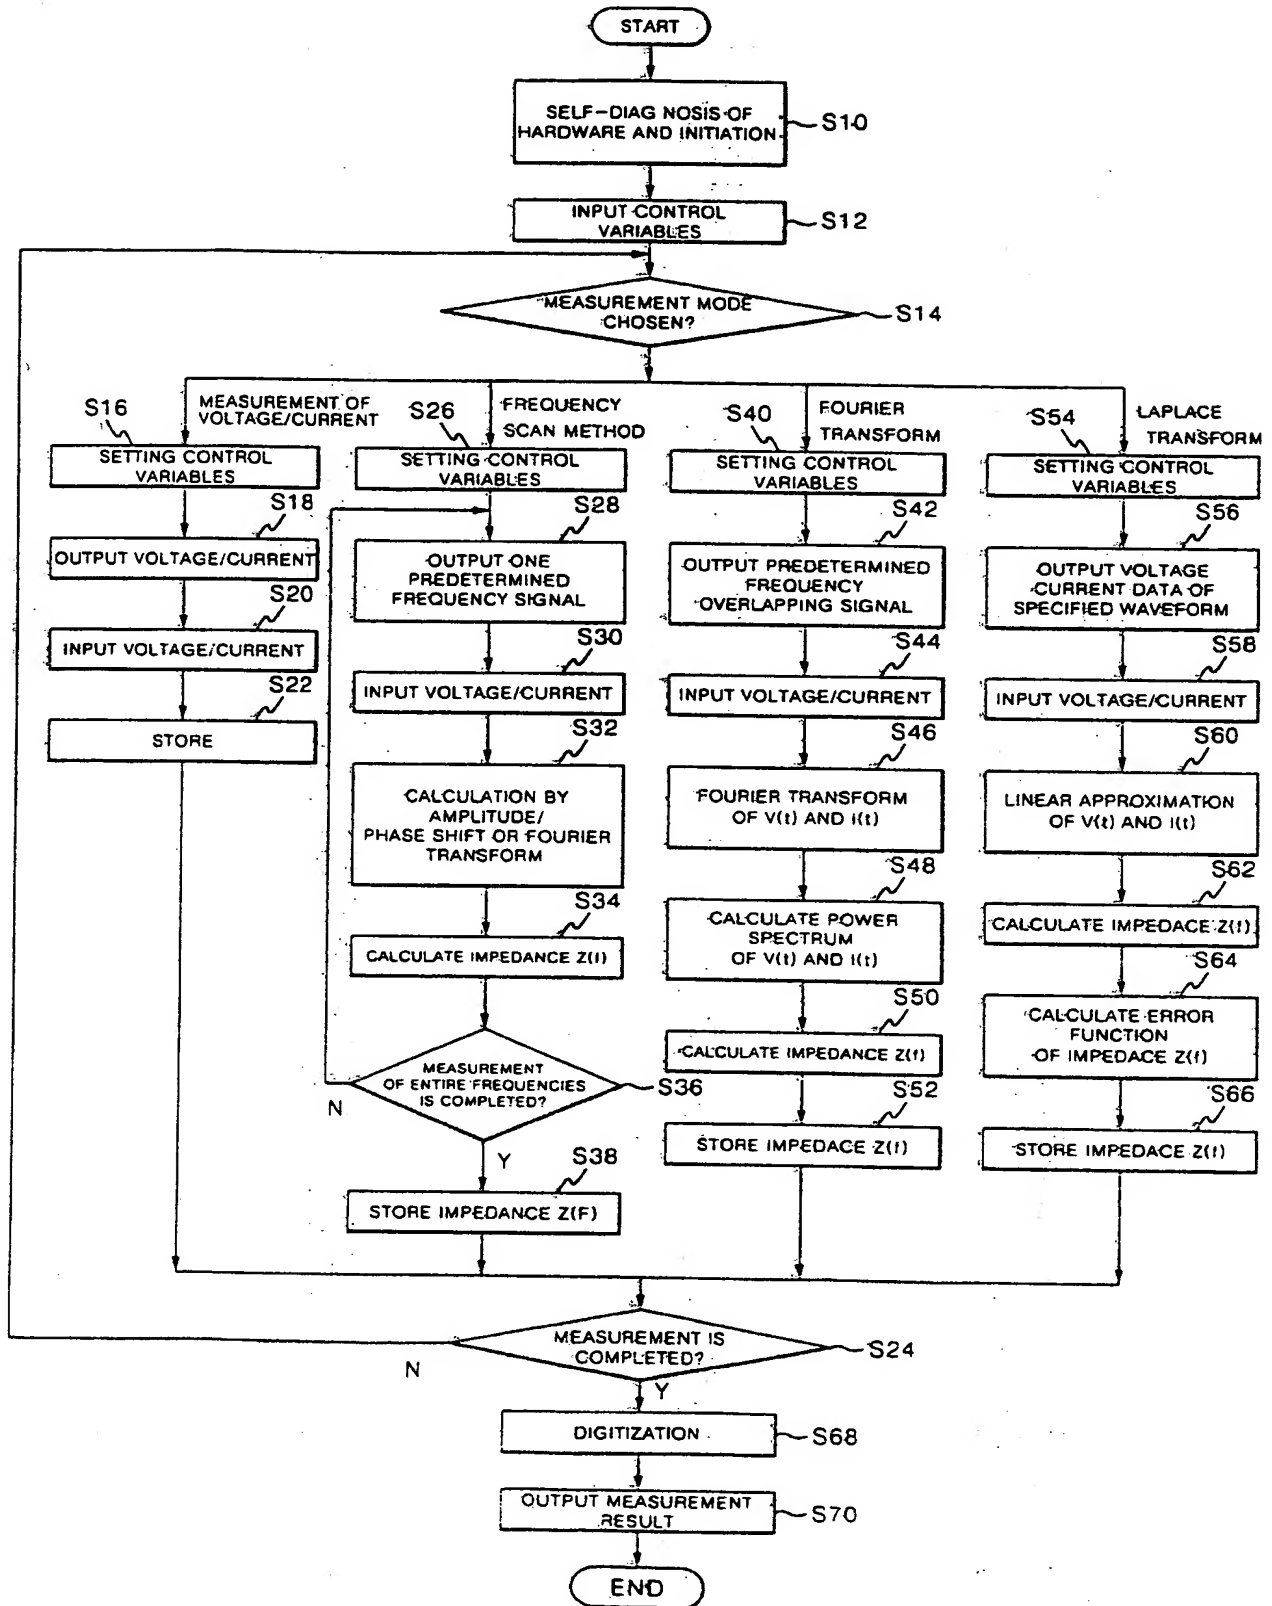 START
SELF-DIAG NOSIS OF
HARDWARE AND INITIATION
S10
INPUT CONTROL
VARIABLES
S12
MEASUREMENT MODE
CHOSEN?
S14
MEASUREMENT OF
VOLTAGE/CURRENT
S16
SETTING CONTROL
VARIABLES
S18
OUTPUT VOLTAGE/CURRENT
S20
INPUT VOLTAGE/CURRENT
S22
STORE
FREQUENCY
SCAN METHOD
S26
SETTING CONTROL
VARIABLES
S28
OUTPUT ONE
PREDETERMINED
FREQUENCY SIGNAL
S30
INPUT VOLTAGE/CURRENT
S32
CALCULATION BY
AMPLITUDE/
PHASE SHIFT OR FOURIER
TRANSFORM
S34
CALCULATE IMPEDANCE Z(f)
MEASUREMENT
OF ENTIRE FREQUENCIES
IS COMPLETED?
S36
N
Y
S38
STORE IMPEDANCE Z(F)
FOURIER
TRANSFORM
S40
SETTING CONTROL
VARIABLES
S42
OUTPUT PREDETERMINED
FREQUENCY
OVERLAPPING SIGNAL
S44
INPUT VOLTAGE/CURRENT
S46
FOURIER TRANSFORM
OF V(t) AND I(t)
S48
CALCULATE POWER
SPECTRUM
OF V(t) AND I(t)
S50
CALCULATE IMPEDANCE Z(f)
S52
STORE IMPEDACE Z(f)
LAPLACE
TRANSFORM
S54
SETTING CONTROL
VARIABLES
S56
OUTPUT VOLTAGE
CURRENT DATA OF
SPECIFIED WAVEFORM
S58
INPUT VOLTAGE/CURRENT
S60
LINEAR APPROXIMATION
OF V(t) AND I(t)
S62
CALCULATE IMPEDACE Z(f)
S64
CALCULATE ERROR
FUNCTION
OF IMPEDACE Z(f)
S66
STORE IMPEDACE Z(f)
MEASUREMENT IS
COMPLETED?
S24
N
Y
DIGITIZATION
S68
OUTPUT MEASUREMENT
RESULT
S70
END